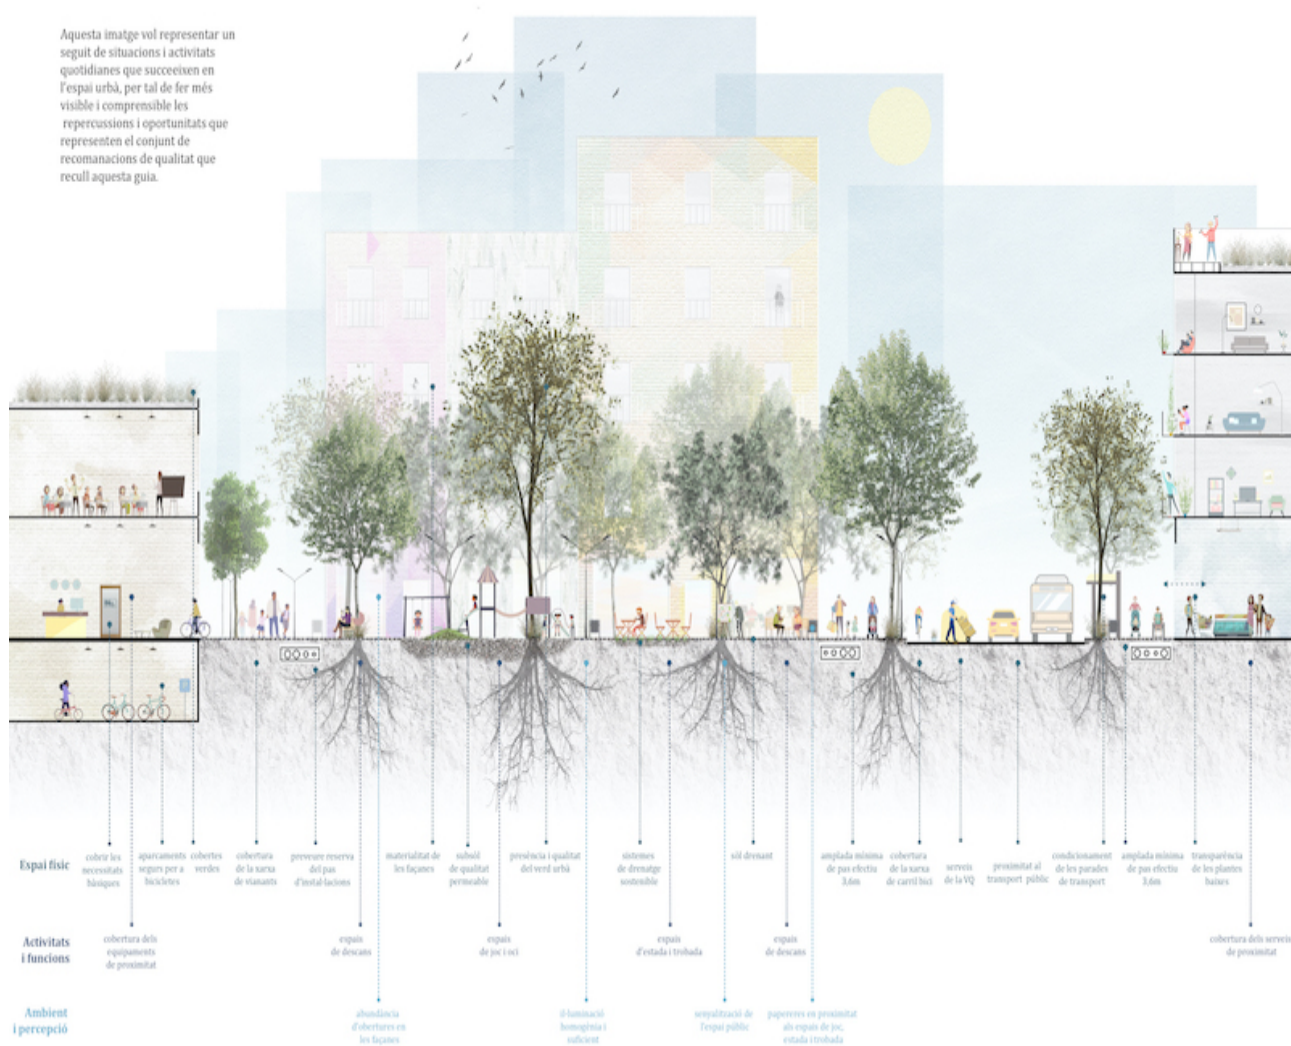 Aquesta imatge vol representar un
seguit de situacions i activitats
quotidianes que succeeixen en
l'espai urbà, per tal de fer més
visible i comprensible les
repercussions i oportunitats que
representen el conjunt de
recomanacions de qualitat que
recull aquesta guia.
Espai físic
cobrir les
necessitats
bàsiques
aparcaments
segurs per a
bicicletes
cobertes
verdes
cobertura
de la xarxa
de vianants
preveure reserva
del pas
d'instal·lacions
materialitat de
les façanes
subsòl
de qualitat
permeable
presència i qualitat
del verd urbà
sistemes
de drenatge
sostenible
sòl drenant
amplada mínima
de pas efectiu
3,6m
cobertura
de la xarxa
de carril bici
serveis
de la VQ
proximitat al
transport públic
condicionament
de les parades
de transport
amplada mínima
de pas efectiu
3,6m
transparència
de les plantes
baixes
Activitats
i funcions
cobertura dels
equipaments
de proximitat
espais
de descans
espais
de joc i oci
espais
d'estada i trobada
espais
de descans
cobertura dels serveis
de proximitat
Ambient
i percepció
abundància
d'obertures en
les façanes
il·luminació
homogènia i
suficient
senyalització de
l'espai públic
papereres en proximitat
als espais de joc,
estada i trobada